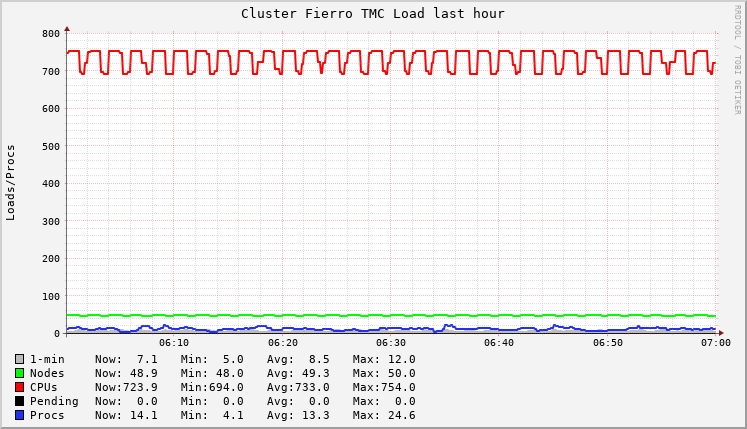 Cluster Fierro TMC Load last hour
RRDTOOL / TOBI OETIKER
Loads/Procs
800
700
600
500
400
300
200
100
0
06:10 06:20 06:30 06:40 06:50 07:00
1-min Now: 7.1 Min: 5.0 Avg: 8.5 Max: 12.0
Nodes Now: 48.9 Min: 48.0 Avg: 49.3 Max: 50.0
CPUs Now:723.9 Min:694.0 Avg:733.0 Max:754.0
Pending Now: 0.0 Min: 0.0 Avg: 0.0 Max: 0.0
Procs Now: 14.1 Min: 4.1 Avg: 13.3 Max: 24.6